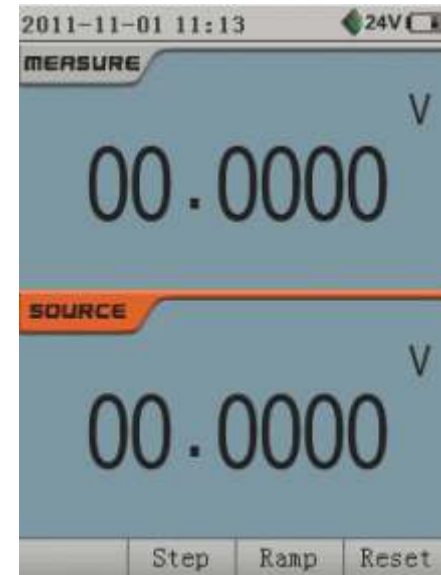 2011-11-01 11:13 24V
MEASURE
V
00.0000
SOURCE
V
00.0000
Step Ramp Reset